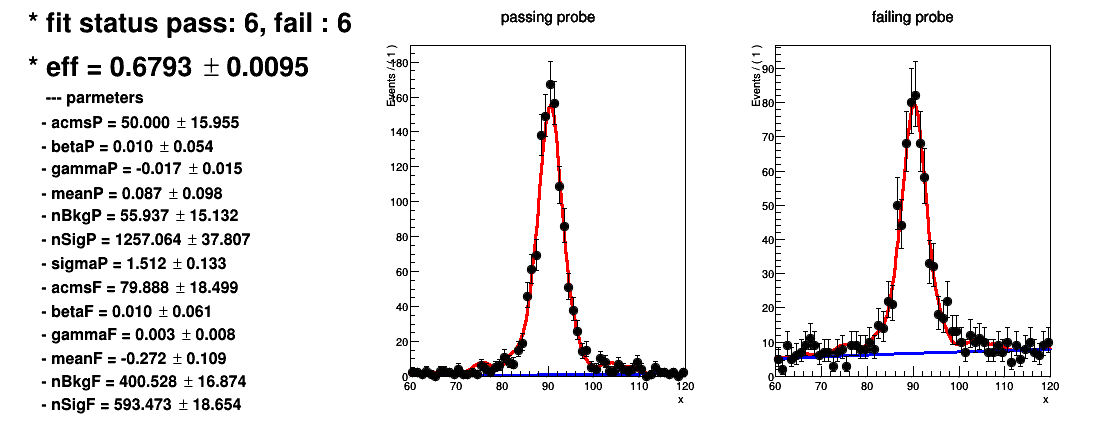 * fit status pass: 6, fail : 6
* eff = 0.6793 ± 0.0095
--- parmeters
- acmsP = 50.000 ± 15.955
- betaP = 0.010 ± 0.054
- gammaP = -0.017 ± 0.015
- meanP = 0.087 ± 0.098
- nBkgP = 55.937 ± 15.132
- nSigP = 1257.064 ± 37.807
- sigmaP = 1.512 ± 0.133
- acmsF = 79.888 ± 18.499
- betaF = 0.010 ± 0.061
- gammaF = 0.003 ± 0.008
- meanF = -0.272 ± 0.109
- nBkgF = 400.528 ± 16.874
- nSigF = 593.473 ± 18.654
passing probe
Events / ( 1 )
180
160
140
120
100
80
60
40
20
0
60 70 80 90 100 110 120
x
failing probe
Events / ( 1 )
90
80
70
60
50
40
30
20
10
0
60 70 80 90 100 110 120
x